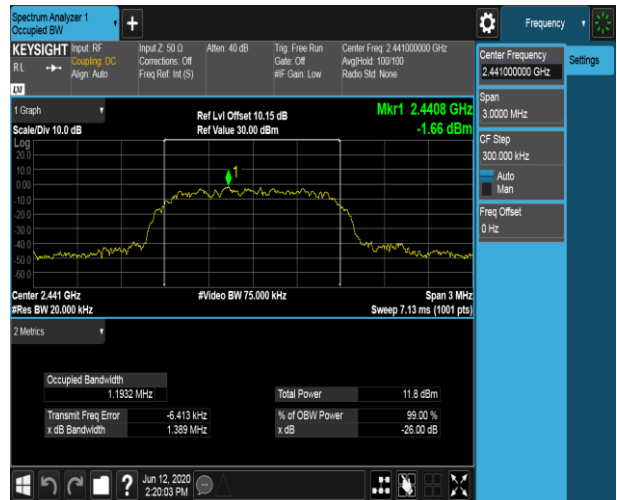 Spectrum Analyzer 1
Occupied BW
+
Frequency
KEYSIGHT
RL
LXI
Input: RF
Coupling: DC
Align: Auto
Input Z: 50 Ω
Corrections: Off
Freq Ref: Int (S)
Atten: 40 dB
Trig: Free Run
Gate: Off
#IF Gain: Low
Center Freq: 2.441000000 GHz
Avg|Hold: 100/100
Radio Std: None
Center Frequency
2.441000000 GHz
Settings
Span
3.0000 MHz
CF Step
300.000 kHz
Auto
Man
Freq Offset
0 Hz
1 Graph
Scale/Div 10.0 dB
Ref Lvl Offset 10.15 dB
Ref Value 30.00 dBm
Mkr1 2.4408 GHz
-1.66 dBm
Log
20.0
10.0
0.00
-10.0
-20.0
-30.0
-40.0
-50.0
-60.0
1
Center 2.441 GHz
#Res BW 20.000 kHz
#Video BW 75.000 kHz
Span 3 MHz
Sweep 7.13 ms (1001 pts)
2 Metrics
Occupied Bandwidth
1.1932 MHz
Total Power 11.8 dBm
Transmit Freq Error -6.413 kHz
% of OBW Power 99.00 %
x dB Bandwidth 1.389 MHz
x dB -26.00 dB
?
Jun 12, 2020
2:20:03 PM